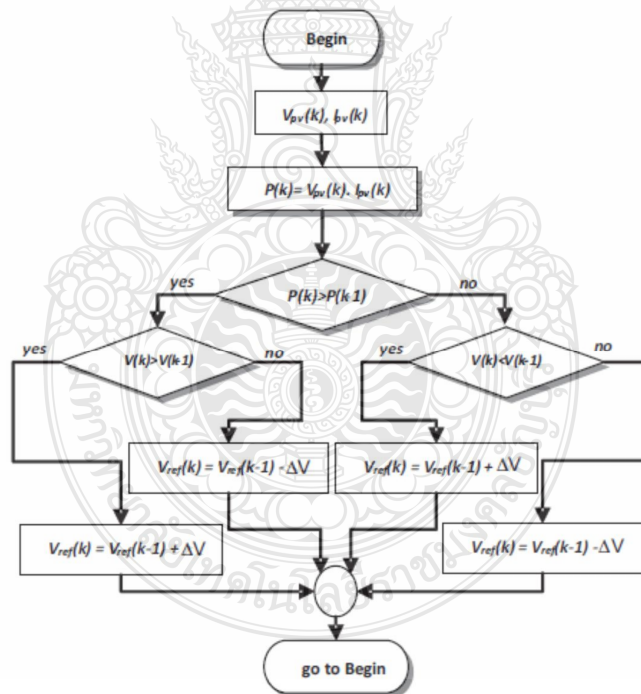 Begin
Vpv(k), Ipv(k)
P(k)= Vpv(k). Ipv(k)
yes
P(k)>P(k-1)
no
yes
V(k)>V(k-1)
no
yes
V(k)<V(k-1)
no
Vref(k) = Vref(k-1) - ΔV
Vref(k) = Vref(k-1) + ΔV
Vref(k) = Vref(k-1) + ΔV
Vref(k) = Vref(k-1) - ΔV
go to Begin